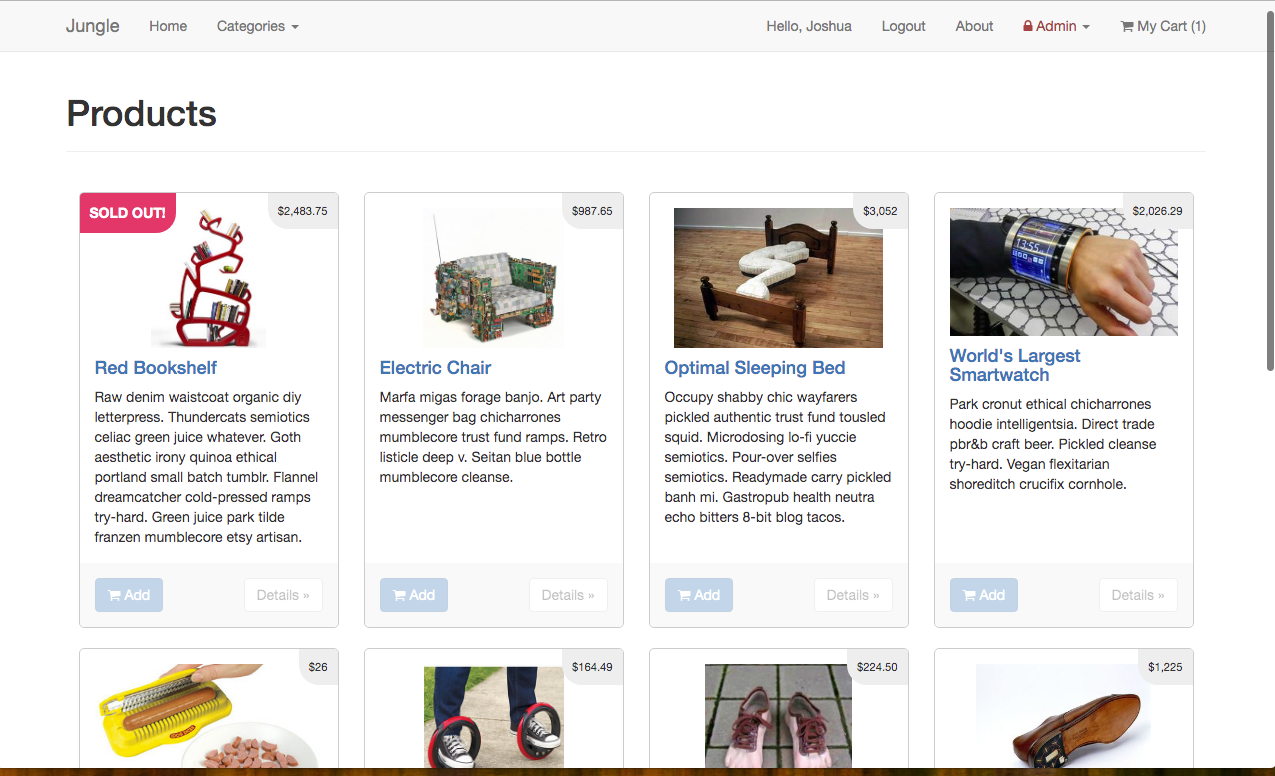 Jungle Home Categories Hello, Joshua Logout About Admin My Cart (1)
Products
SOLD OUT!
$2,483.75
Red Bookshelf
Raw denim waistcoat organic diy
letterpress. Thundercats semiotics
celiac green juice whatever. Goth
aesthetic irony quinoa ethical
portland small batch tumblr. Flannel
dreamcatcher cold-pressed ramps
try-hard. Green juice park tilde
franzen mumblecore etsy artisan.
Add Details »
$987.65
Electric Chair
Marfa migas forage banjo. Art party
messenger bag chicharrones
mumblecore trust fund ramps. Retro
listicle deep v. Seitan blue bottle
mumblecore cleanse.
Add Details »
$3,052
Optimal Sleeping Bed
Occupy shabby chic wayfarers
pickled authentic trust fund tousled
squid. Microdosing lo-fi yuccie
semiotics. Pour-over selfies
semiotics. Readymade carry pickled
banh mi. Gastropub health neutra
echo bitters 8-bit blog tacos.
Add Details »
$2,026.29
13:55
World's Largest
Smartwatch
Park cronut ethical chicharrones
hoodie intelligentsia. Direct trade
pbr&b craft beer. Pickled cleanse
try-hard. Vegan flexitarian
shoreditch crucifix cornhole.
Add Details »
$26
$164.49
$224.50
$1,225